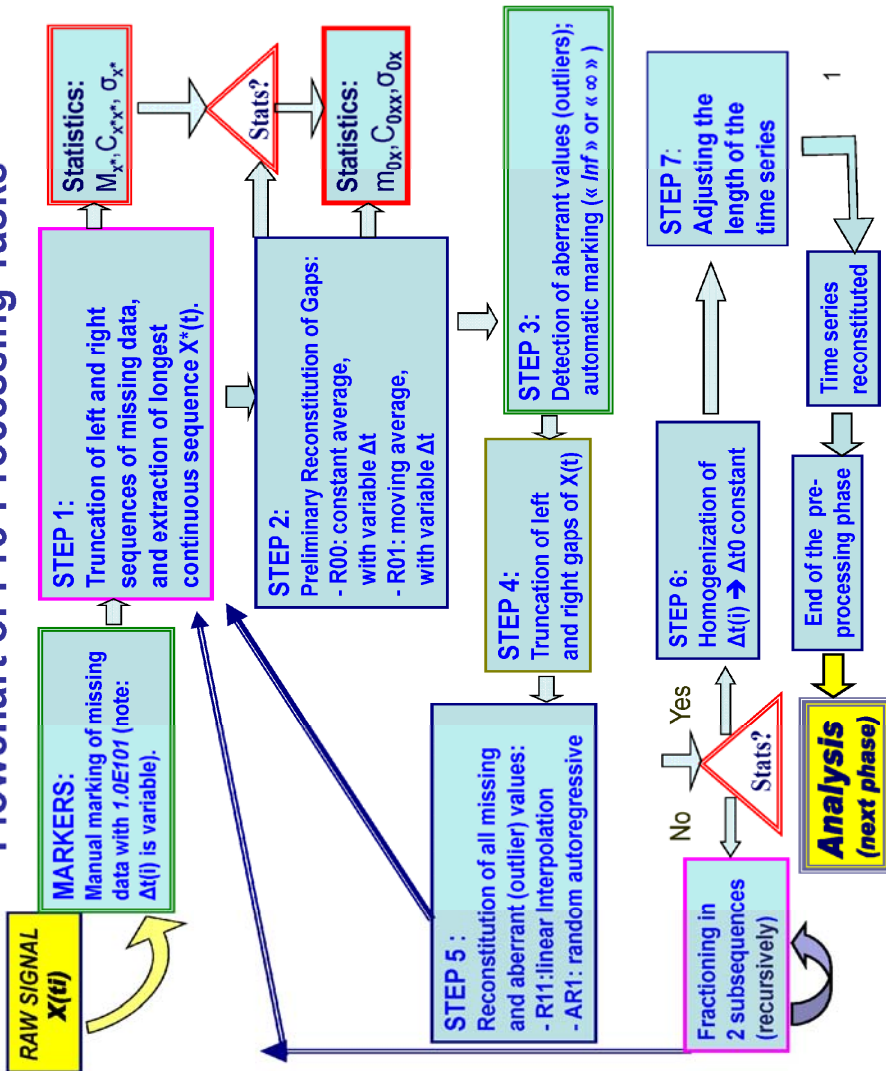 Flowchart of Pre-Processing Tasks
RAW SIGNAL
X(ti)
MARKERS:
Manual marking of missing
data with 1.0E101 (note:
Δt(i) is variable).
STEP 1:
Truncation of left and right
sequences of missing data,
and extraction of longest
continuous sequence X*(t).
Statistics:
Mx*, Cx*x*, σx*
Stats?
Statistics:
m0x, C0xx, σ0x
STEP 2:
Preliminary Reconstitution of Gaps:
- R00: constant average,
with variable Δt
- R01: moving average,
with variable Δt
STEP 3:
Detection of aberrant values (outliers);
automatic marking (« Inf » or « ∞ »)
STEP 4:
Truncation of left
and right gaps of X(t)
STEP 5 :
Reconstitution of all missing
and aberrant (outlier) values:
- R11:linear Interpolation
- AR1: random autoregressive
No
Yes
Stats?
Fractioning in
2 subsequences
(recursively)
STEP 6:
Homogenization of
Δt(i) ➔ Δt0 constant
STEP 7:
Adjusting the
length of the
time series
Time series
reconstituted
End of the pre-
processing phase
Analysis
(next phase)
1